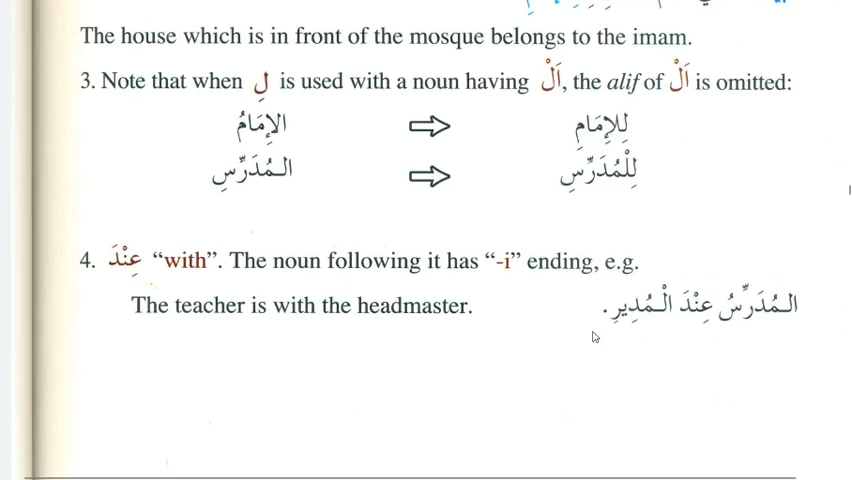 The house which is in front of the mosque belongs to the imam.
3. Note that when لِ is used with a noun having اَلْ, the alif of اَلْ is omitted:
الإِمَامُ ⇨ لِلإِمَامِ
المُدَرِّسِ ⇨ لِلْمُدَرِّسِ
4. عِنْدَ “with”. The noun following it has “-i” ending, e.g.
The teacher is with the headmaster. المُدَرِّسُ عِنْدَ الْمُدِيرِ .